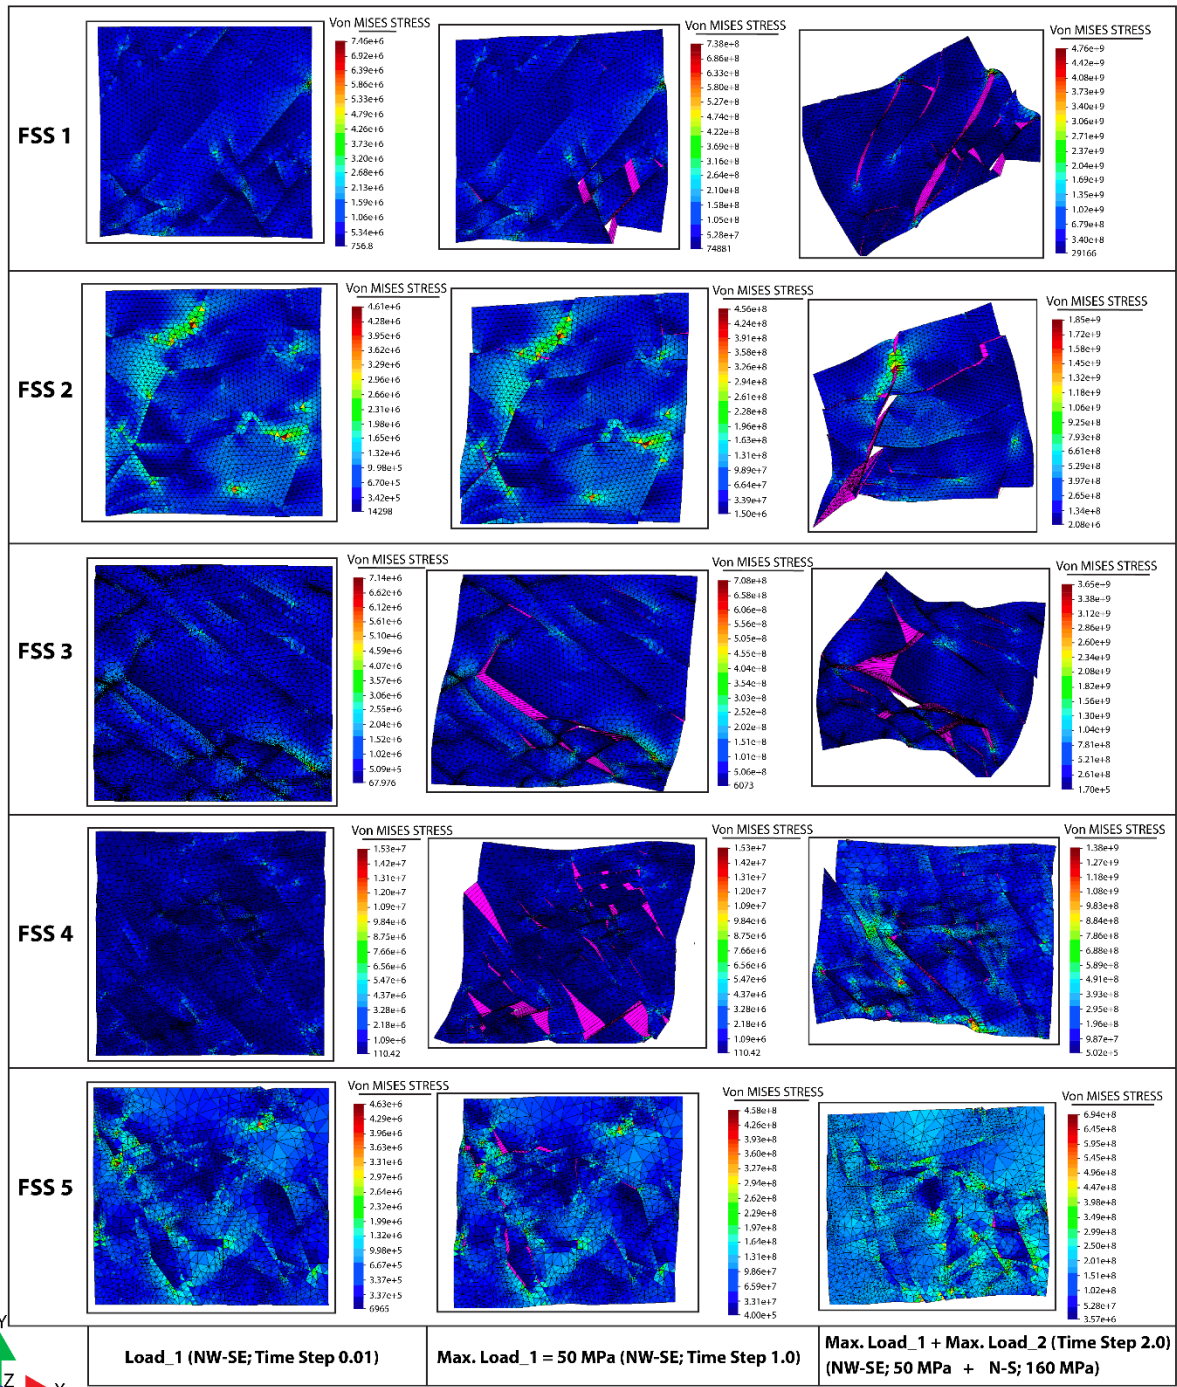 Von MISES STRESS
7.46e+6
6.92e+6
6.39e+6
5.86e+6
5.33e+6
4.79e+6
4.26e+6
3.73e+6
3.20e+6
2.68e+6
2.13e+6
1.59e+6
1.06e+6
5.34e+6
756.8
Von MISES STRESS
7.38e+8
6.86e+8
6.33e+8
5.80e+8
5.27e+8
4.74e+8
4.22e+8
3.69e+8
3.16e+8
2.64e+8
2.10e+8
1.58e+8
1.05e+8
5.28e+7
74881
Von MISES STRESS
4.76e-9
4.42e-9
4.08e-9
3.73e+9
3.40e+9
3.06e+9
2.71e+9
2.37e+9
2.04e+9
1.69e+9
1.35e+9
1.02e+9
6.79e+8
3.40e+8
29166
FSS 1
Von MISES STRESS
4.61e+6
4.28e+6
3.95e+6
3.62e+6
3.29e+6
2.96e+6
2.66e+6
2.31e+6
1.98e+6
1.65e+6
1.32e+6
9.98e+5
6.70e+5
3.42e+5
14298
Von MISES STRESS
4.56e+8
4.24e+8
3.91e+8
3.58e+8
3.26e+8
2.94e+8
2.61e+8
2.28e+8
1.96e+8
1.63e+8
1.31e+8
9.89e+7
6.64e+7
3.39e+7
1.50e+6
Von MISES STRESS
1.85e+9
1.72e+9
1.58e+9
1.45e+9
1.32e+9
1.18e+9
1.06e+9
9.25e+8
7.93e+8
6.61e+8
5.29e+8
3.97e+8
2.65e+8
1.34e+8
2.08e+6
FSS 2
Von MISES STRESS
7.14e+6
6.62e+6
6.12e+6
5.61e+6
5.10e+6
4.59e+6
4.07e+6
3.57e+6
3.06e+6
2.55e+6
2.04e+6
1.52e+6
1.02e+6
5.09e+5
67.976
Von MISES STRESS
7.08e+8
6.58e-8
6.06e-8
5.56e-8
5.05e-8
4.55e-8
4.04e-8
3.54e-8
3.03e-8
2.52e-8
2.02e-8
1.51e-8
1.01e-8
5.06e-8
6073
Von MISES STRESS
3.65e-9
3.38e-9
3.12e+9
2.86e+9
2.60e+9
2.34e+9
2.08e+9
1.82e+9
1.56e+9
1.30e+9
1.04e+9
7.81e+8
5.21e+8
2.61e+8
1.70e+5
FSS 3
Von MISES STRESS
1.53e+7
1.42e+7
1.31e+7
1.20e+7
1.09e+7
9.84e+6
8.75e+6
7.66e+6
6.56e+6
5.47e+6
4.37e+6
3.28e+6
2.18e+6
1.09e+6
110.42
Von MISES STRESS
1.53e+7
1.42e+7
1.31e+7
1.20e+7
1.09e+7
9.84e+6
8.75e+6
7.66e+6
6.56e+6
5.47e+6
4.37e+6
3.28e+6
2.18e+6
1.09e+6
110.42
Von MISES STRESS
1.38e+9
1.27e+9
1.18e+9
1.08e+9
9.83e+8
9.84e+8
7.86e+8
6.88e+8
5.89e+8
4.91e+8
3.93e+8
2.95e+8
1.96e+8
9.87e+7
5.02e+5
FSS 4
Von MISES STRESS
4.63e+6
4.29e+6
3.96e+6
3.63e+6
3.31e+6
2.97e+6
2.64e+6
2.32e+6
1.99e+6
1.32e+6
9.98e+5
6.67e+5
3.37e+5
3.37e+5
6965
Von MISES STRESS
4.58e+8
4.26e+8
3.93e+8
3.60e+8
3.27e+8
2.94e+8
2.62e+8
2.29e+8
1.97e+8
1.64e+8
1.31e+8
9.86e+7
6.59e+7
3.31e+7
4.00e+5
Von MISES STRESS
6.94e+8
6.45e+8
5.95e+8
5.45e+8
4.96e+8
4.47e+8
3.98e+8
3.49e+8
2.99e+8
2.50e+8
2.01e+8
1.51e+8
1.02e+8
5.28e+7
3.57e+6
FSS 5
Y
Z
Load_1 (NW-SE; Time Step 0.01)
Max. Load_1 = 50 MPa (NW-SE; Time Step 1.0)
Max. Load_1 + Max. Load_2 (Time Step 2.0)
(NW-SE; 50 MPa + N-S; 160 MPa)